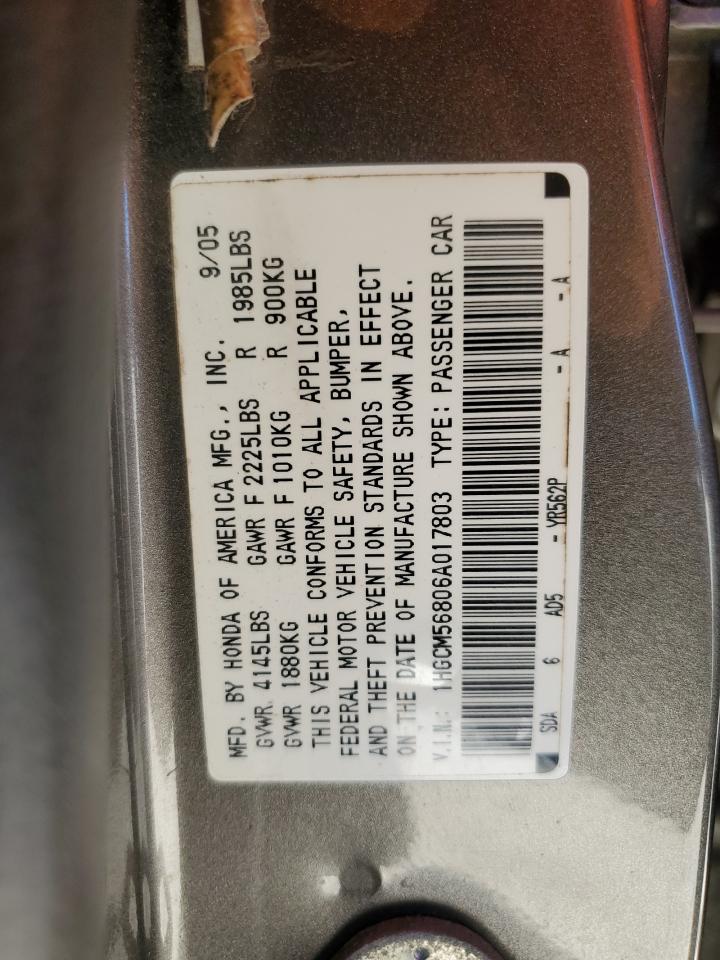 MFD. BY HONDA OF AMERICA MFG., INC. 9/05
GVWR 4145LBS GAWR F 2225LBS R 1985LBS
GVWR 1880KG GAWR F 1010KG R 900KG
THIS VEHICLE CONFORMS TO ALL APPLICABLE
FEDERAL MOTOR VEHICLE SAFETY, BUMPER,
AND THEFT PREVENTION STANDARDS IN EFFECT
ON THE DATE OF MANUFACTURE SHOWN ABOVE.
V.I.N.: 1HGCM56806A017803 TYPE: PASSENGER CAR
SDA 6 AD5 - YR562P - A - A